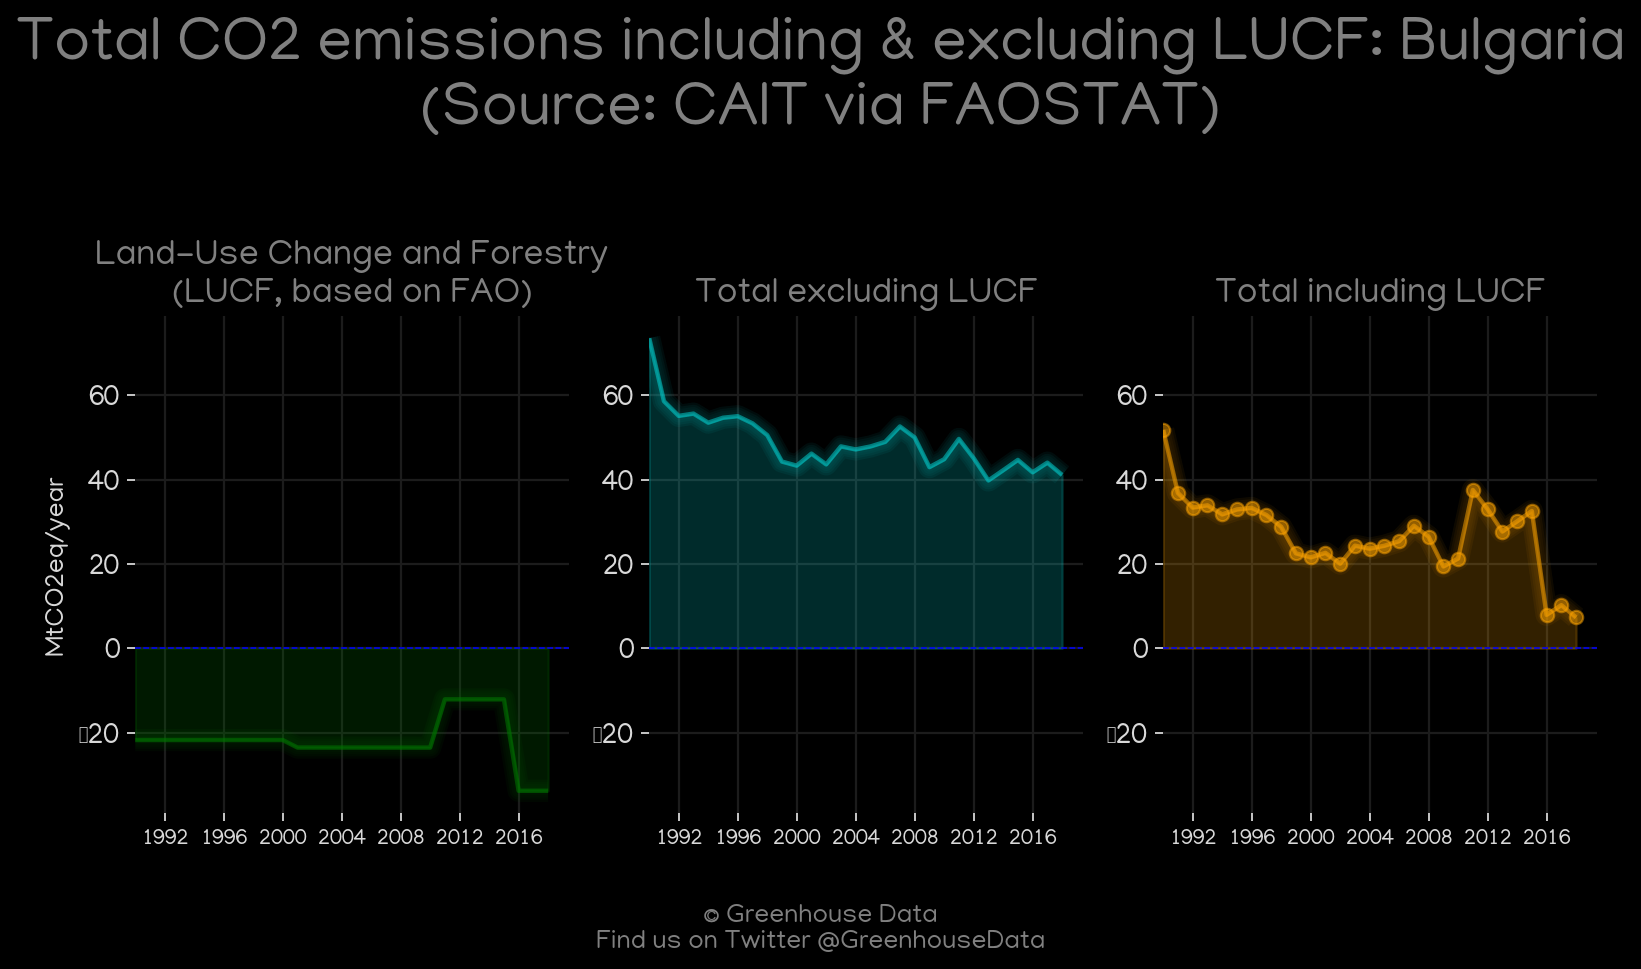 Total CO2 emissions including & excluding LUCF: Bulgaria
(Source: CAIT via FAOSTAT)
Land-Use Change and Forestry
(LUCF, based on FAO)
Total excluding LUCF
Total including LUCF
MtCO2eq/year
60
40
20
0
▯20
1992 1996 2000 2004 2008 2012 2016
60
40
20
0
▯20
1992 1996 2000 2004 2008 2012 2016
60
40
20
0
▯20
1992 1996 2000 2004 2008 2012 2016
© Greenhouse Data
Find us on Twitter @GreenhouseData